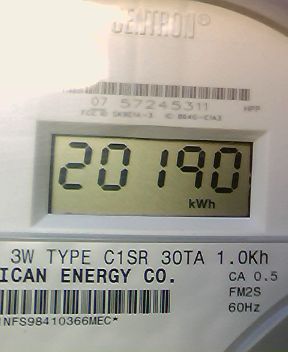 CENTRON®
07 57245311
20190
kWh
3W TYPE C1SR 30TA 1.0Kh
ICAN ENERGY CO.
CA 0.5
FM2S
60Hz
NFS98410366MEC*